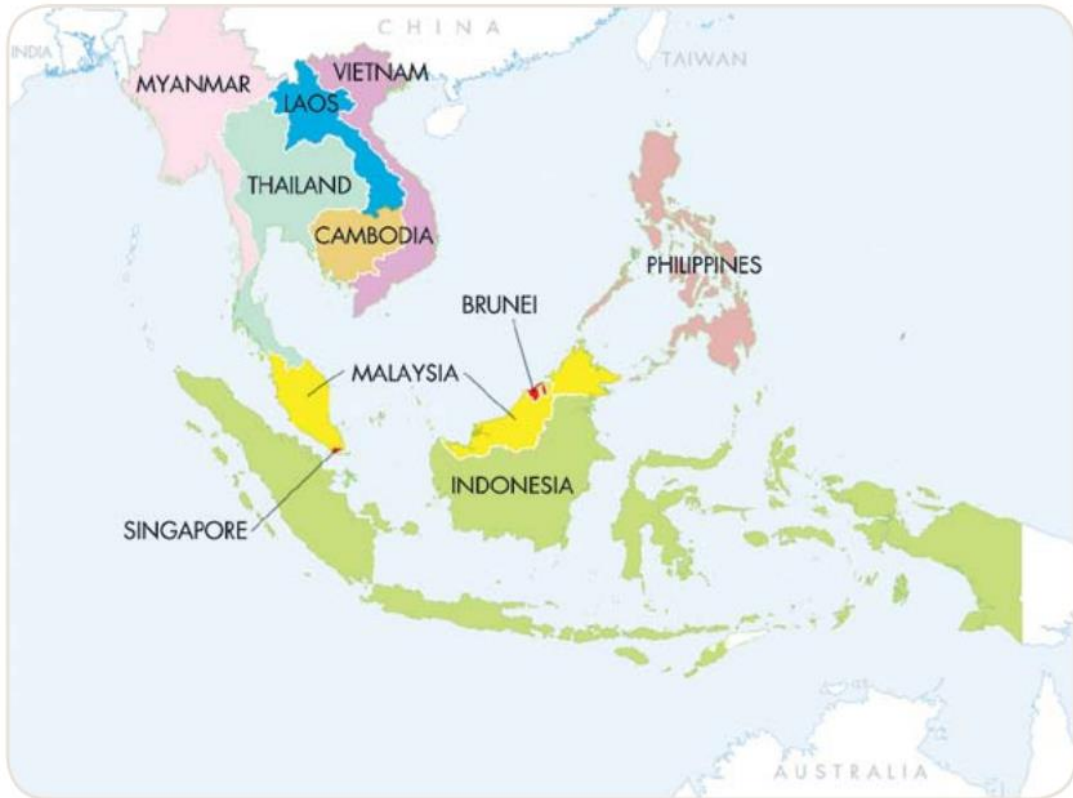 CHINA
INDIA
TAIWAN
VIETNAM
MYANMAR
LAOS
THAILAND
CAMBODIA
PHILIPPINES
BRUNEI
MALAYSIA
INDONESIA
SINGAPORE
AUSTRALIA